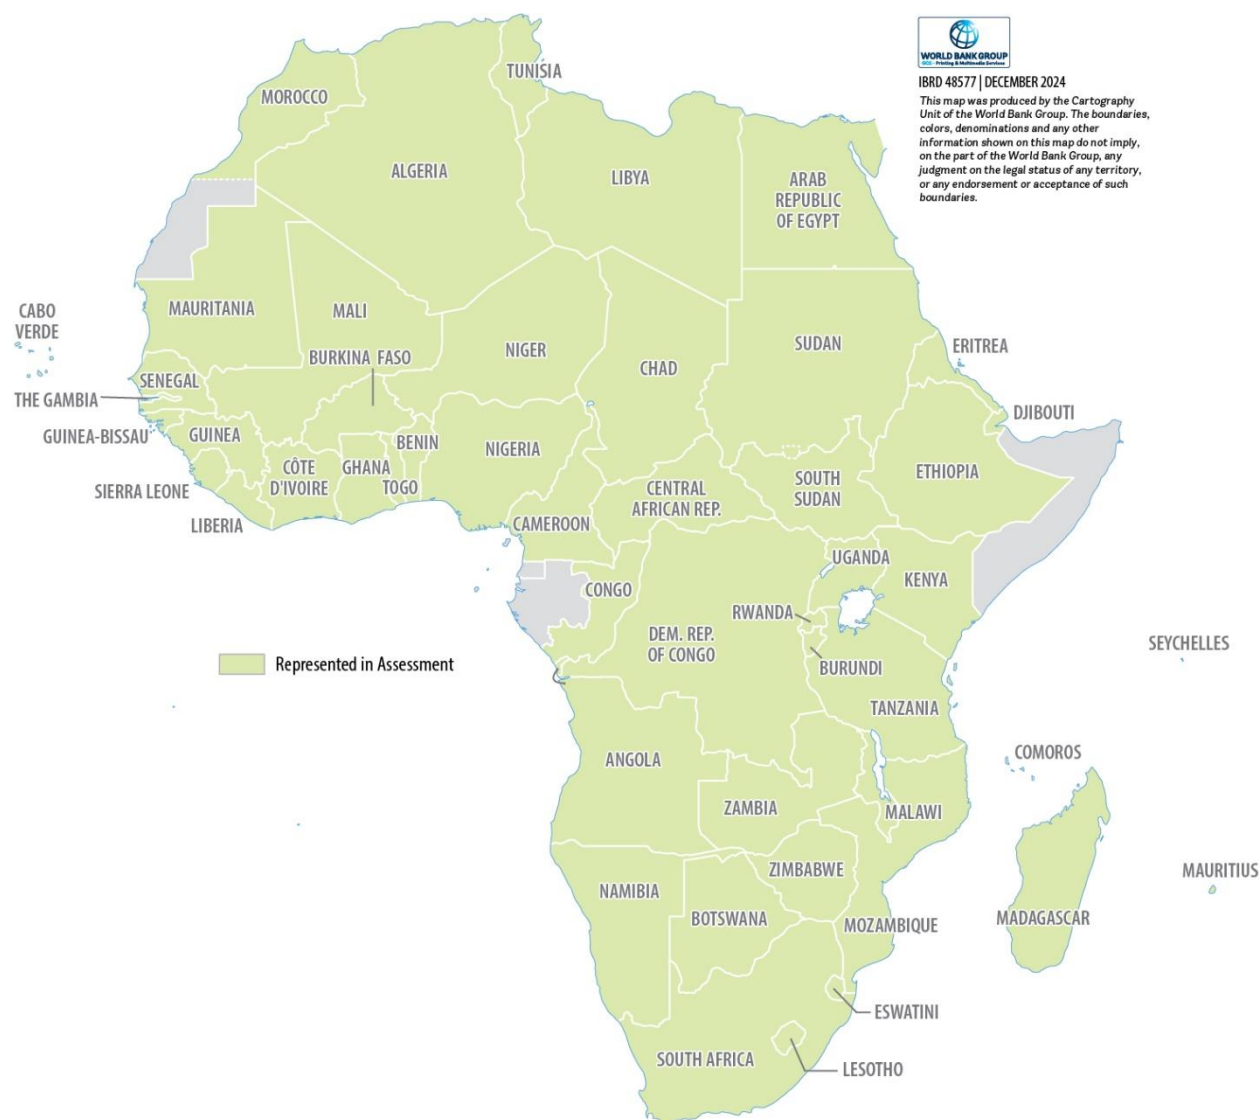 WORLD BANK GROUP
GCS - Printing & Multimedia Services
IBRD 48577 | DECEMBER 2024
This map was produced by the Cartography
Unit of the World Bank Group. The boundaries,
colors, denominations and any other
information shown on this map do not imply,
on the part of the World Bank Group, any
judgment on the legal status of any territory,
or any endorsement or acceptance of such
boundaries.
TUNISIA
MOROCCO
ALGERIA
LIBYA
ARAB
REPUBLIC
OF EGYPT
CABO
VERDE
MAURITANIA
MALI
NIGER
CHAD
SUDAN
ERITREA
BURKINA FASO
SENEGAL
THE GAMBIA
DJIBOUTI
GUINEA-BISSAU
GUINEA
BENIN
NIGERIA
ETHIOPIA
CÔTE
D'IVOIRE
GHANA
TOGO
SOUTH
SUDAN
CENTRAL
AFRICAN REP.
SIERRA LEONE
LIBERIA
CAMEROON
UGANDA
KENYA
CONGO
RWANDA
DEM. REP.
OF CONGO
SEYCHELLES
Represented in Assessment
BURUNDI
TANZANIA
COMOROS
ANGOLA
ZAMBIA
MALAWI
ZIMBABWE
MAURITIUS
NAMIBIA
BOTSWANA
MOZAMBIQUE
MADAGASCAR
ESWATINI
SOUTH AFRICA
LESOTHO